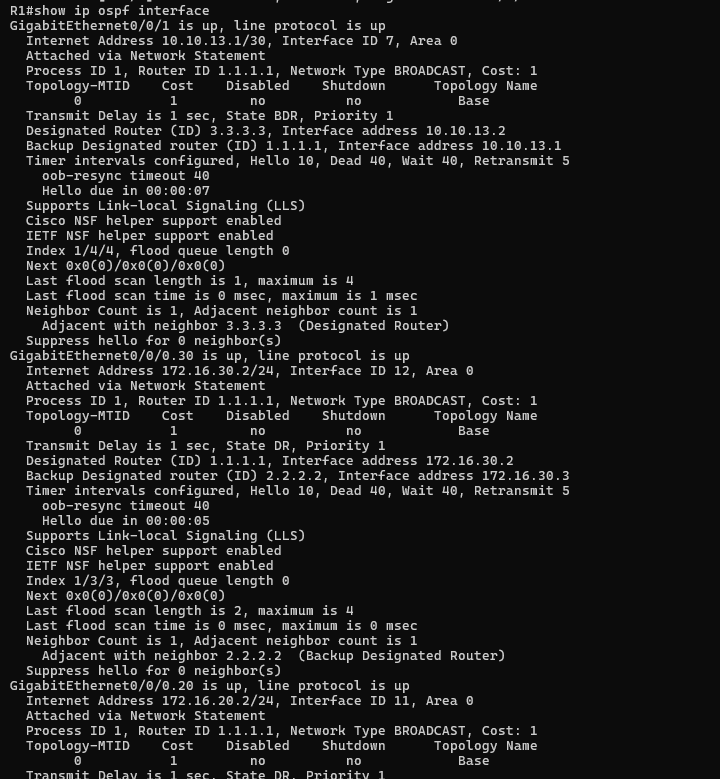 R1#show ip ospf interface
GigabitEthernet0/0/1 is up, line protocol is up
  Internet Address 10.10.13.1/30, Interface ID 7, Area 0
  Attached via Network Statement
  Process ID 1, Router ID 1.1.1.1, Network Type BROADCAST, Cost: 1
  Topology-MTID    Cost    Disabled    Shutdown      Topology Name
        0           1         no          no            Base
  Transmit Delay is 1 sec, State BDR, Priority 1
  Designated Router (ID) 3.3.3.3, Interface address 10.10.13.2
  Backup Designated router (ID) 1.1.1.1, Interface address 10.10.13.1
  Timer intervals configured, Hello 10, Dead 40, Wait 40, Retransmit 5
    oob-resync timeout 40
    Hello due in 00:00:07
  Supports Link-local Signaling (LLS)
  Cisco NSF helper support enabled
  IETF NSF helper support enabled
  Index 1/4/4, flood queue length 0
  Next 0x0(0)/0x0(0)/0x0(0)
  Last flood scan length is 1, maximum is 4
  Last flood scan time is 0 msec, maximum is 1 msec
  Neighbor Count is 1, Adjacent neighbor count is 1
    Adjacent with neighbor 3.3.3.3  (Designated Router)
  Suppress hello for 0 neighbor(s)
GigabitEthernet0/0/0.30 is up, line protocol is up
  Internet Address 172.16.30.2/24, Interface ID 12, Area 0
  Attached via Network Statement
  Process ID 1, Router ID 1.1.1.1, Network Type BROADCAST, Cost: 1
  Topology-MTID    Cost    Disabled    Shutdown      Topology Name
        0           1         no          no            Base
  Transmit Delay is 1 sec, State DR, Priority 1
  Designated Router (ID) 1.1.1.1, Interface address 172.16.30.2
  Backup Designated router (ID) 2.2.2.2, Interface address 172.16.30.3
  Timer intervals configured, Hello 10, Dead 40, Wait 40, Retransmit 5
    oob-resync timeout 40
    Hello due in 00:00:05
  Supports Link-local Signaling (LLS)
  Cisco NSF helper support enabled
  IETF NSF helper support enabled
  Index 1/3/3, flood queue length 0
  Next 0x0(0)/0x0(0)/0x0(0)
  Last flood scan length is 2, maximum is 4
  Last flood scan time is 0 msec, maximum is 0 msec
  Neighbor Count is 1, Adjacent neighbor count is 1
    Adjacent with neighbor 2.2.2.2  (Backup Designated Router)
  Suppress hello for 0 neighbor(s)
GigabitEthernet0/0/0.20 is up, line protocol is up
  Internet Address 172.16.20.2/24, Interface ID 11, Area 0
  Attached via Network Statement
  Process ID 1, Router ID 1.1.1.1, Network Type BROADCAST, Cost: 1
  Topology-MTID    Cost    Disabled    Shutdown      Topology Name
        0           1         no          no            Base
  Transmit Delay is 1 sec, State DR, Priority 1